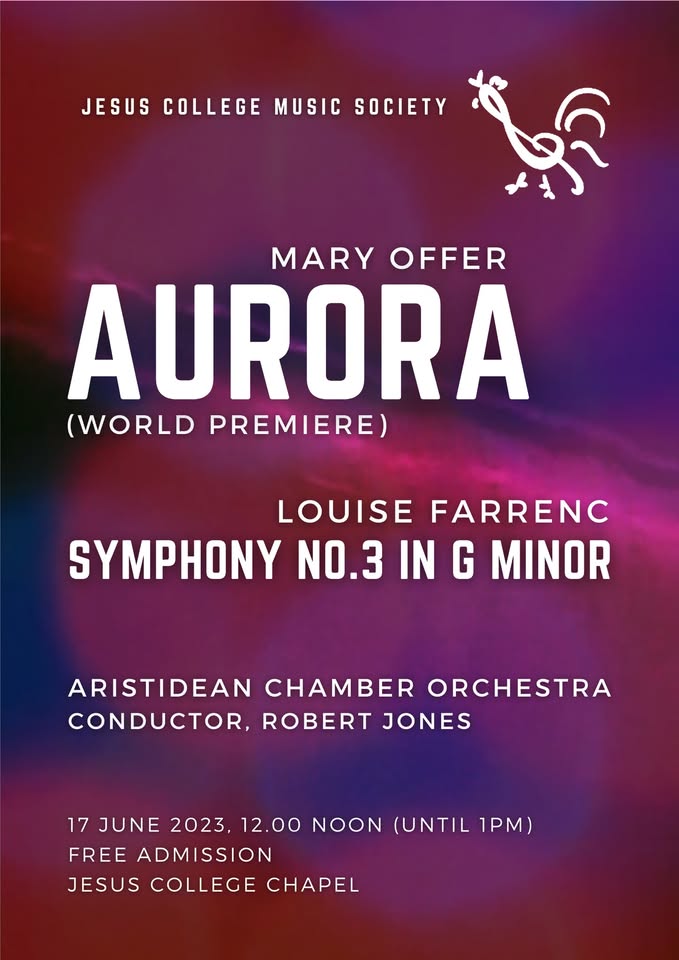 JESUS COLLEGE MUSIC SOCIETY
MARY OFFER
AURORA
(WORLD PREMIERE)
LOUISE FARRENC
SYMPHONY NO.3 IN G MINOR
ARISTIDEAN CHAMBER ORCHESTRA
CONDUCTOR, ROBERT JONES
17 JUNE 2023, 12.00 NOON (UNTIL 1PM)
FREE ADMISSION
JESUS COLLEGE CHAPEL